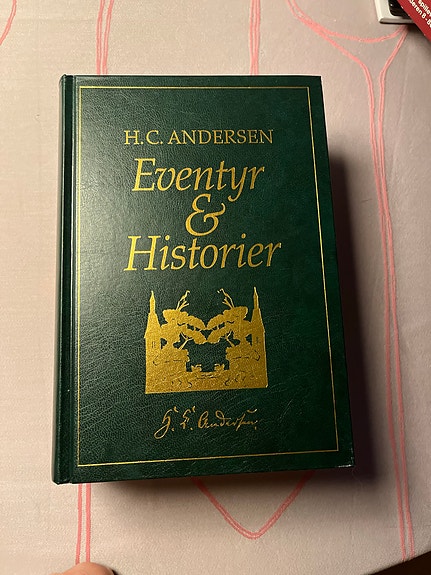 H. C. ANDERSEN
Eventyr
&
Historier
H. C. Andersen.